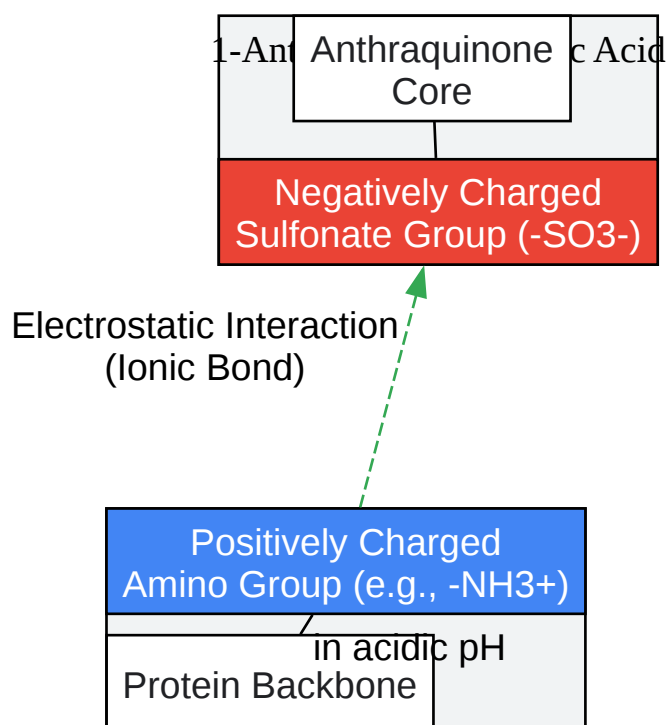 1-Ant c Acid
Anthraquinone
Core
Negatively Charged
Sulfonate Group (-SO3-)
Electrostatic Interaction
(Ionic Bond)
Positively Charged
Amino Group (e.g., -NH3+)
in acidic pH
Protein Backbone